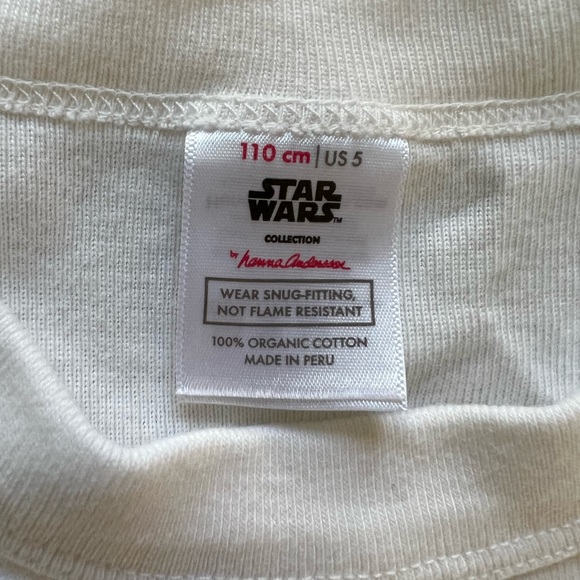 110 cm | US 5
STAR
WARS™
COLLECTION
by hanna andersson
WEAR SNUG-FITTING,
NOT FLAME RESISTANT
100% ORGANIC COTTON
MADE IN PERU